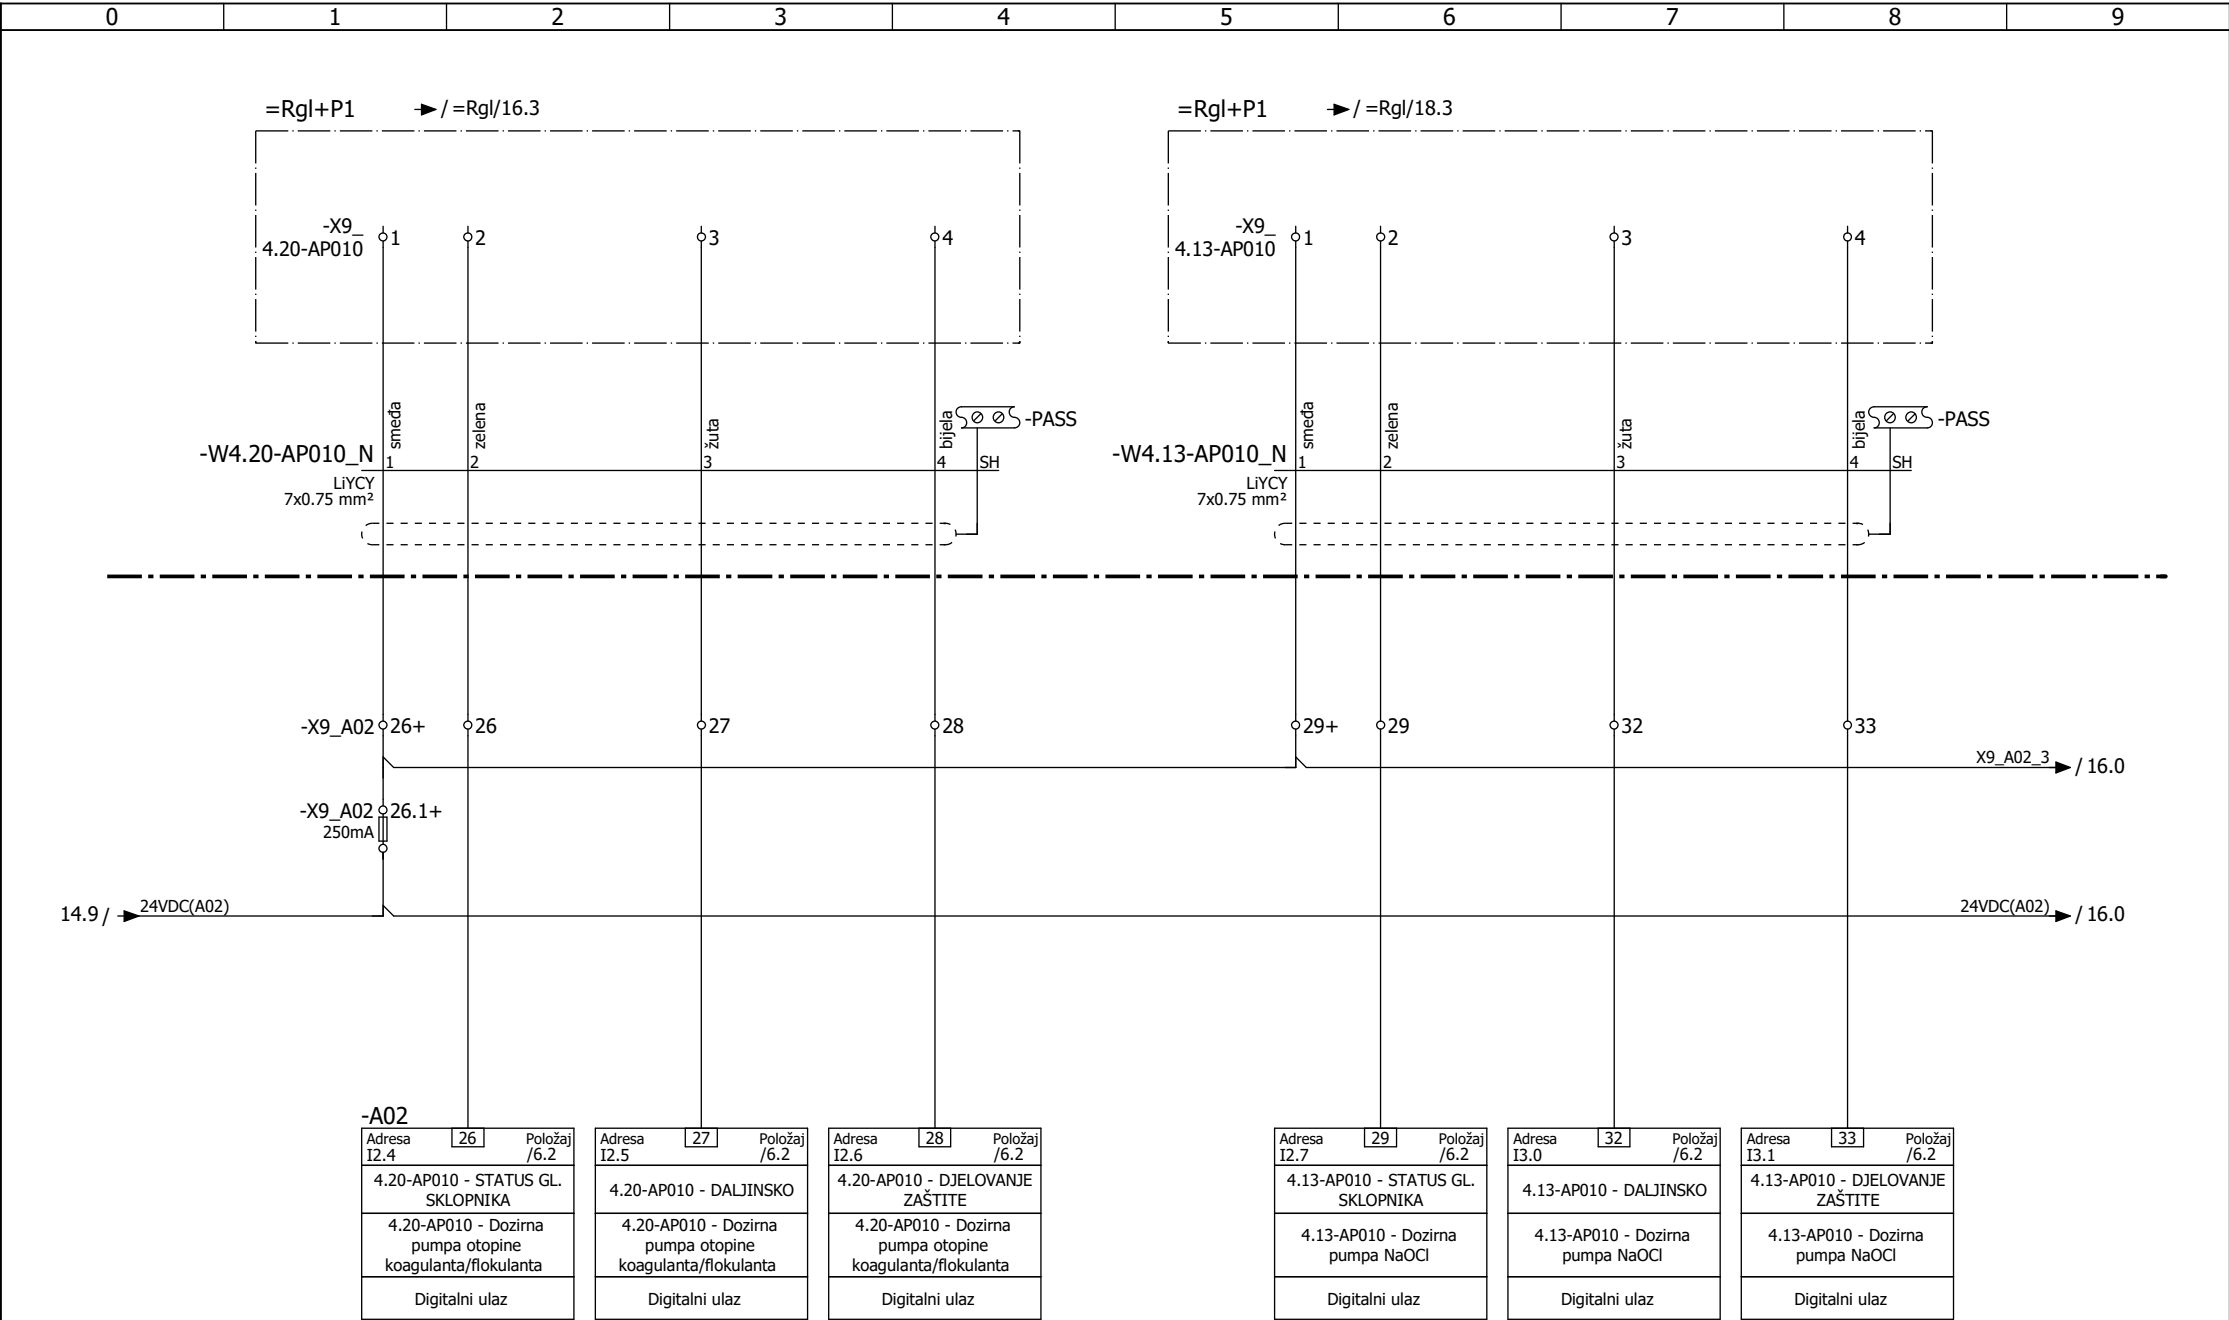 0 1 2 3 4 5 6 7 8 9
=Rgl+P1 / =Rgl/16.3 =Rgl+P1 / =Rgl/18.3
-X9_
4.20-AP010 1 2 3 4
-X9_
4.13-AP010 1 2 3 4
smeđa zelena žuta bijela -PASS
-W4.20-AP010_N 1 2 3 4 SH
LiYCY
7x0.75 mm²
smeđa zelena žuta bijela -PASS
-W4.13-AP010_N 1 2 3 4 SH
LiYCY
7x0.75 mm²
-X9_A02 26+ 26 27 28 29+ 29 32 33
X9_A02_3 / 16.0
-X9_A02 26.1+
250mA
14.9 / 24VDC(A02) 24VDC(A02) / 16.0
-A02
Adresa 26 Položaj
I2.4 /6.2
4.20-AP010 - STATUS GL.
SKLOPNIKA
4.20-AP010 - Dozirna
pumpa otopine
koagulanta/flokulanta
Digitalni ulaz
Adresa 27 Položaj
I2.5 /6.2
4.20-AP010 - DALJINSKO
4.20-AP010 - Dozirna
pumpa otopine
koagulanta/flokulanta
Digitalni ulaz
Adresa 28 Položaj
I2.6 /6.2
4.20-AP010 - DJELOVANJE
ZAŠTITE
4.20-AP010 - Dozirna
pumpa otopine
koagulanta/flokulanta
Digitalni ulaz
Adresa 29 Položaj
I2.7 /6.2
4.13-AP010 - STATUS GL.
SKLOPNIKA
4.13-AP010 - Dozirna
pumpa NaOCl
Digitalni ulaz
Adresa 32 Položaj
I3.0 /6.2
4.13-AP010 - DALJINSKO
4.13-AP010 - Dozirna
pumpa NaOCl
Digitalni ulaz
Adresa 33 Položaj
I3.1 /6.2
4.13-AP010 - DJELOVANJE
ZAŠTITE
4.13-AP010 - Dozirna
pumpa NaOCl
Digitalni ulaz